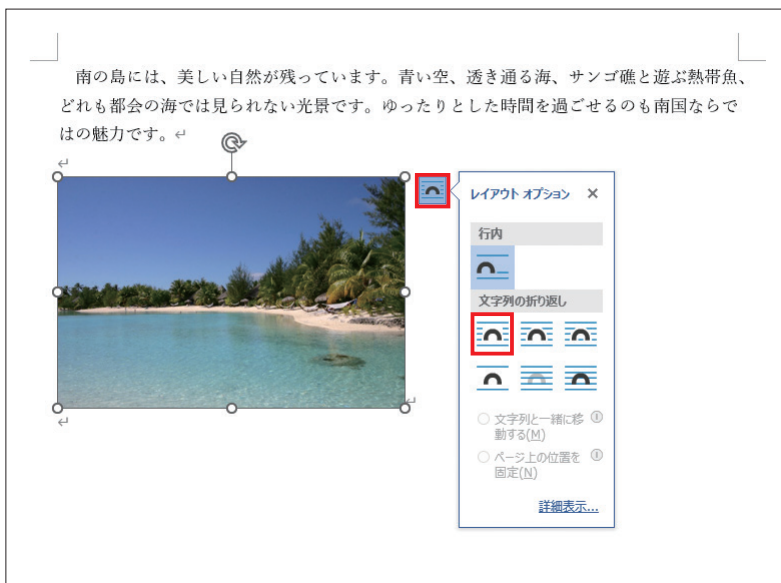 南の島には、美しい自然が残っています。青い空、透き通る海、サンゴ礁と遊ぶ熱帯魚、
どれも都会の海では見られない光景です。ゆったりとした時間を過ごせるのも南国ならで
はの魅力です。↵
↵
レイアウト オプション ×
行内
文字列の折り返し
↵
↵
文字列と一緒に移
動する(M)
ページ上の位置を
固定(N)
詳細表示...